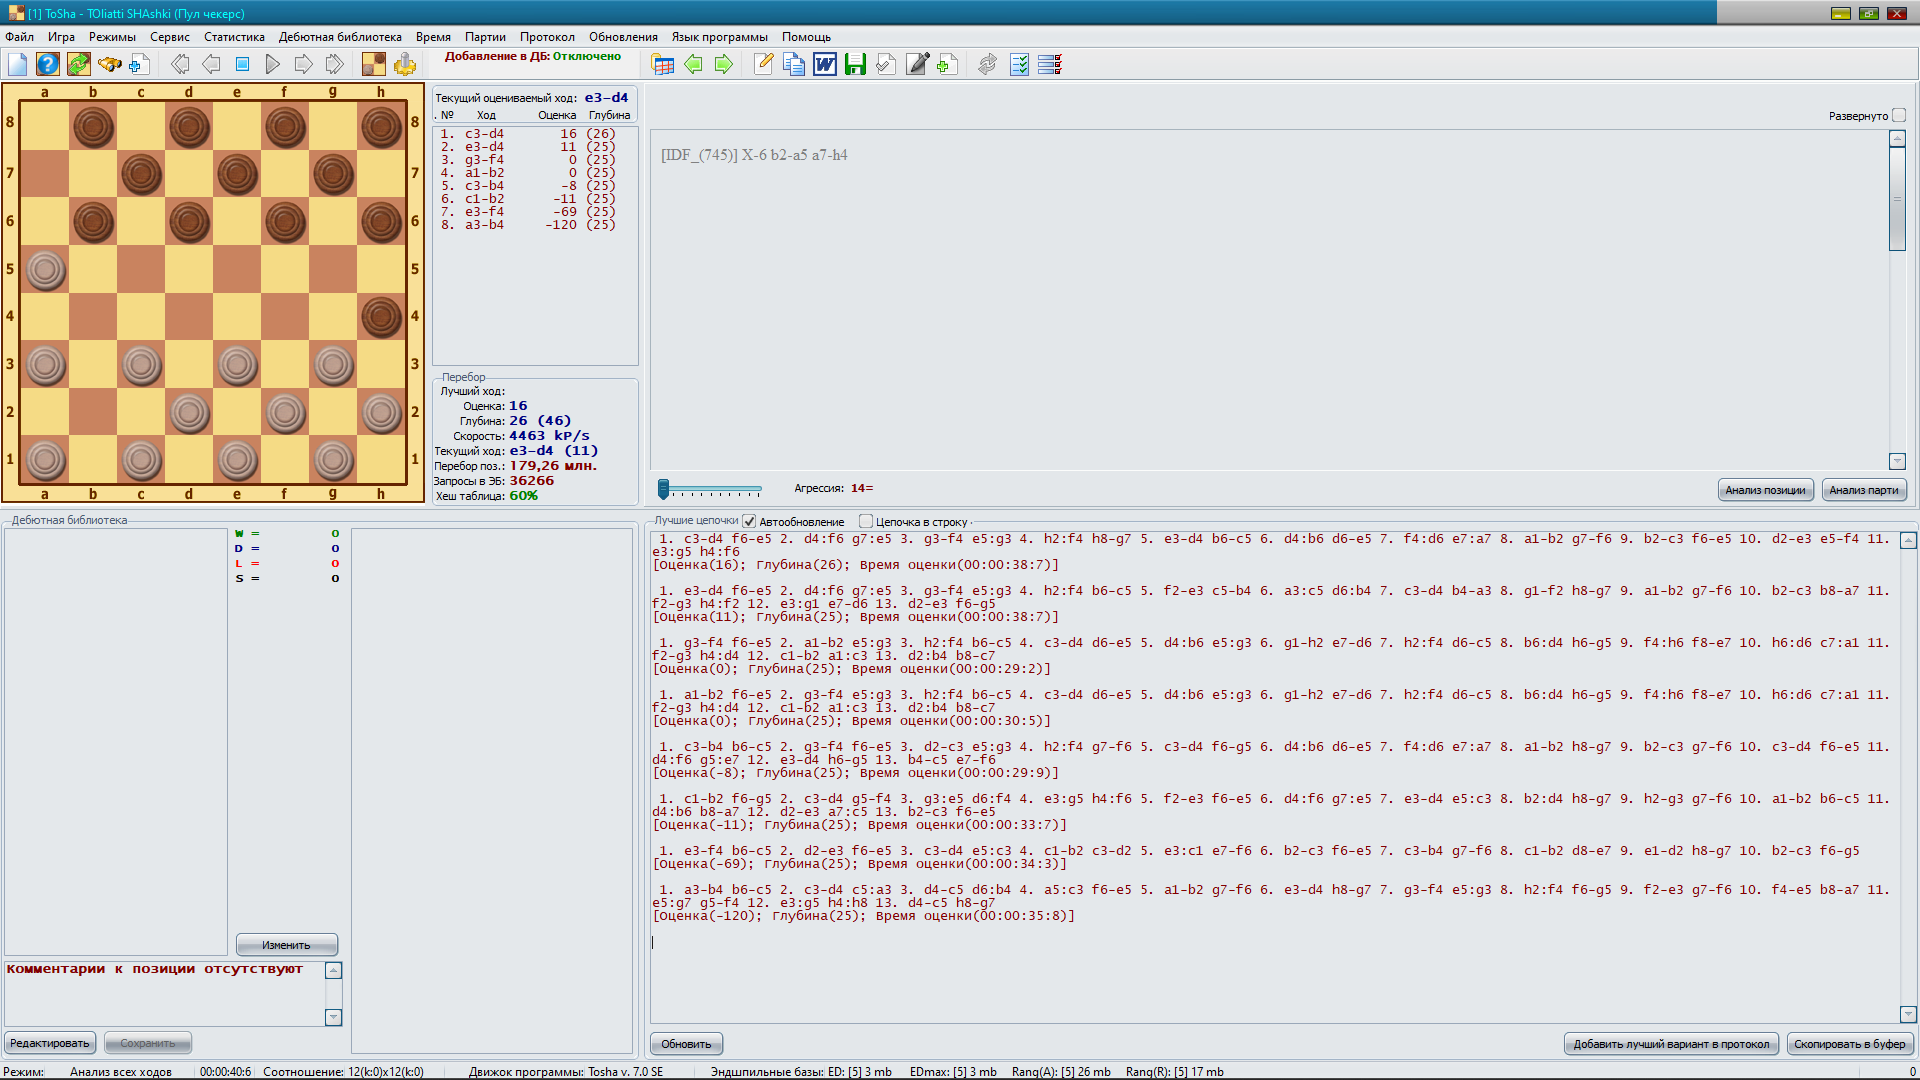 [1] ToSha - TOliatti SHAshki (Пул чекерс)
Файл Игра Режимы Сервис Статистика Дебютная библиотека Время Партии Протокол Обновления Язык программы Помощь
Добавление в ДБ: Отключено
a b c d e f g h
8 8
7 7
6 6
5 5
4 4
3 3
2 2
1 1
a b c d e f g h
Текущий оцениваемый ход: e3-d4
. № Ход Оценка Глубина
1. c3-d4 16 (26)
2. e3-d4 11 (25)
3. g3-f4 0 (25)
4. a1-b2 0 (25)
5. c3-b4 -8 (25)
6. c1-b2 -11 (25)
7. e3-f4 -69 (25)
8. a3-b4 -120 (25)
Перебор
Лучший ход:
Оценка: 16
Глубина: 26 (46)
Скорость: 4463 kP/s
Текущий ход: e3-d4 (11)
Перебор поз.: 179,26 млн.
Запросы в ЭБ: 36266
Хеш таблица: 60%
Развернуто
[IDF_(745)] X-6 b2-a5 a7-h4
Агрессия: 14=
Анализ позиции Анализ парти
Дебютная библиотека
W = 0
D = 0
L = 0
S = 0
Изменить
Комментарии к позиции отсутствуют
Редактировать Сохранить
Лучшие цепочки Автообновление Цепочка в строку
1. c3-d4 f6-e5 2. d4:f6 g7:e5 3. g3-f4 e5:g3 4. h2:f4 h8-g7 5. e3-d4 b6-c5 6. d4:b6 d6-e5 7. f4:d6 e7:a7 8. a1-b2 g7-f6 9. b2-c3 f6-e5 10. d2-e3 e5-f4 11.
e3:g5 h4:f6
[Оценка(16); Глубина(26); Время оценки(00:00:38:7)]
1. e3-d4 f6-e5 2. d4:f6 g7:e5 3. g3-f4 e5:g3 4. h2:f4 b6-c5 5. f2-e3 c5-b4 6. a3:c5 d6:b4 7. c3-d4 b4-a3 8. g1-f2 h8-g7 9. a1-b2 g7-f6 10. b2-c3 b8-a7 11.
f2-g3 h4:f2 12. e3:g1 e7-d6 13. d2-e3 f6-g5
[Оценка(11); Глубина(25); Время оценки(00:00:38:7)]
1. g3-f4 f6-e5 2. a1-b2 e5:g3 3. h2:f4 b6-c5 4. c3-d4 d6-e5 5. d4:b6 e5:g3 6. g1-h2 e7-d6 7. h2:f4 d6-c5 8. b6:d4 h6-g5 9. f4:h6 f8-e7 10. h6:d6 c7:a1 11.
f2-g3 h4:d4 12. c1-b2 a1:c3 13. d2:b4 b8-c7
[Оценка(0); Глубина(25); Время оценки(00:00:29:2)]
1. a1-b2 f6-e5 2. g3-f4 e5:g3 3. h2:f4 b6-c5 4. c3-d4 d6-e5 5. d4:b6 e5:g3 6. g1-h2 e7-d6 7. h2:f4 d6-c5 8. b6:d4 h6-g5 9. f4:h6 f8-e7 10. h6:d6 c7:a1 11.
f2-g3 h4:d4 12. c1-b2 a1:c3 13. d2:b4 b8-c7
[Оценка(0); Глубина(25); Время оценки(00:00:30:5)]
1. c3-b4 b6-c5 2. g3-f4 f6-e5 3. d2-c3 e5:g3 4. h2:f4 g7-f6 5. c3-d4 f6-g5 6. d4:b6 d6-e5 7. f4:d6 e7:a7 8. a1-b2 h8-g7 9. b2-c3 g7-f6 10. c3-d4 f6-e5 11.
d4:f6 g5:e7 12. e3-d4 h6-g5 13. b4-c5 e7-f6
[Оценка(-8); Глубина(25); Время оценки(00:00:29:9)]
1. c1-b2 f6-g5 2. c3-d4 g5-f4 3. g3:e5 d6:f4 4. e3:g5 h4:f6 5. f2-e3 f6-e5 6. d4:f6 g7:e5 7. e3-d4 e5:c3 8. b2:d4 h8-g7 9. h2-g3 g7-f6 10. a1-b2 b6-c5 11.
d4:b6 b8-a7 12. d2-e3 a7:c5 13. b2-c3 f6-e5
[Оценка(-11); Глубина(25); Время оценки(00:00:33:7)]
1. e3-f4 b6-c5 2. d2-e3 f6-e5 3. c3-d4 e5:c3 4. c1-b2 c3-d2 5. e3:c1 e7-f6 6. b2-c3 f6-e5 7. c3-b4 g7-f6 8. c1-b2 d8-e7 9. e1-d2 h8-g7 10. b2-c3 f6-g5
[Оценка(-69); Глубина(25); Время оценки(00:00:34:3)]
1. a3-b4 b6-c5 2. c3-d4 c5:a3 3. d4-c5 d6:b4 4. a5:c3 f6-e5 5. a1-b2 g7-f6 6. e3-d4 h8-g7 7. g3-f4 e5:g3 8. h2:f4 f6-g5 9. f2-e3 g7-f6 10. f4-e5 b8-a7 11.
e5:g7 g5-f4 12. e3:g5 h4:h8 13. d4-c5 h8-g7
[Оценка(-120); Глубина(25); Время оценки(00:00:35:8)]
Обновить Добавить лучший вариант в протокол Скопировать в буфер
Режим: Анализ всех ходов 00:00:40:6 Соотношение: 12(k:0)x12(k:0) Движок программы: Tosha v. 7.0 SE Эндшпильные базы: ED: [5] 3 mb EDmax: [5] 3 mb Rang(A): [5] 26 mb Rang(R): [5] 17 mb 0